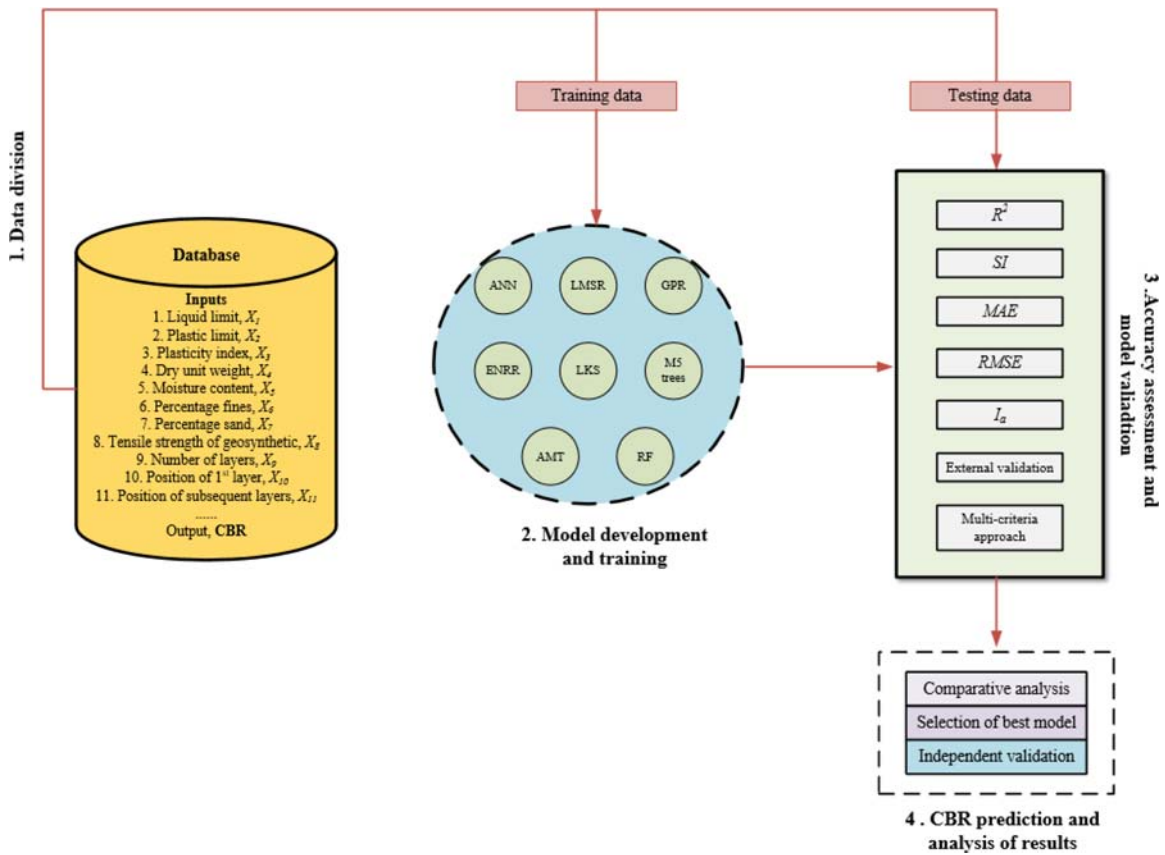 1. Data division
Training data
Testing data
Database
Inputs
1. Liquid limit, X₁
2. Plastic limit, X₂
3. Plasticity index, X₃
4. Dry unit weight, X₄
5. Moisture content, X₅
6. Percentage fines, X₆
7. Percentage sand, X₇
8. Tensile strength of geosynthetic, X₈
9. Number of layers, X₉
10. Position of 1ˢᵗ layer, X₁₀
11. Position of subsequent layers, X₁₁
......
Output, CBR
ANN
LMSR
GPR
ENRR
LKS
M5
trees
AMT
RF
2. Model development
and training
R²
SI
MAE
RMSE
Iₐ
External validation
Multi-criteria
approach
3 .Accuracy assessment and
model valiadtion
Comparative analysis
Selection of best model
Independent validation
4 . CBR prediction and
analysis of results